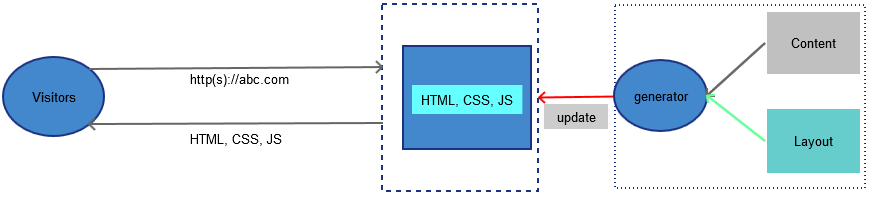 Visitors
http(s)://abc.com
HTML, CSS, JS
HTML, CSS, JS
update
generator
Content
Layout